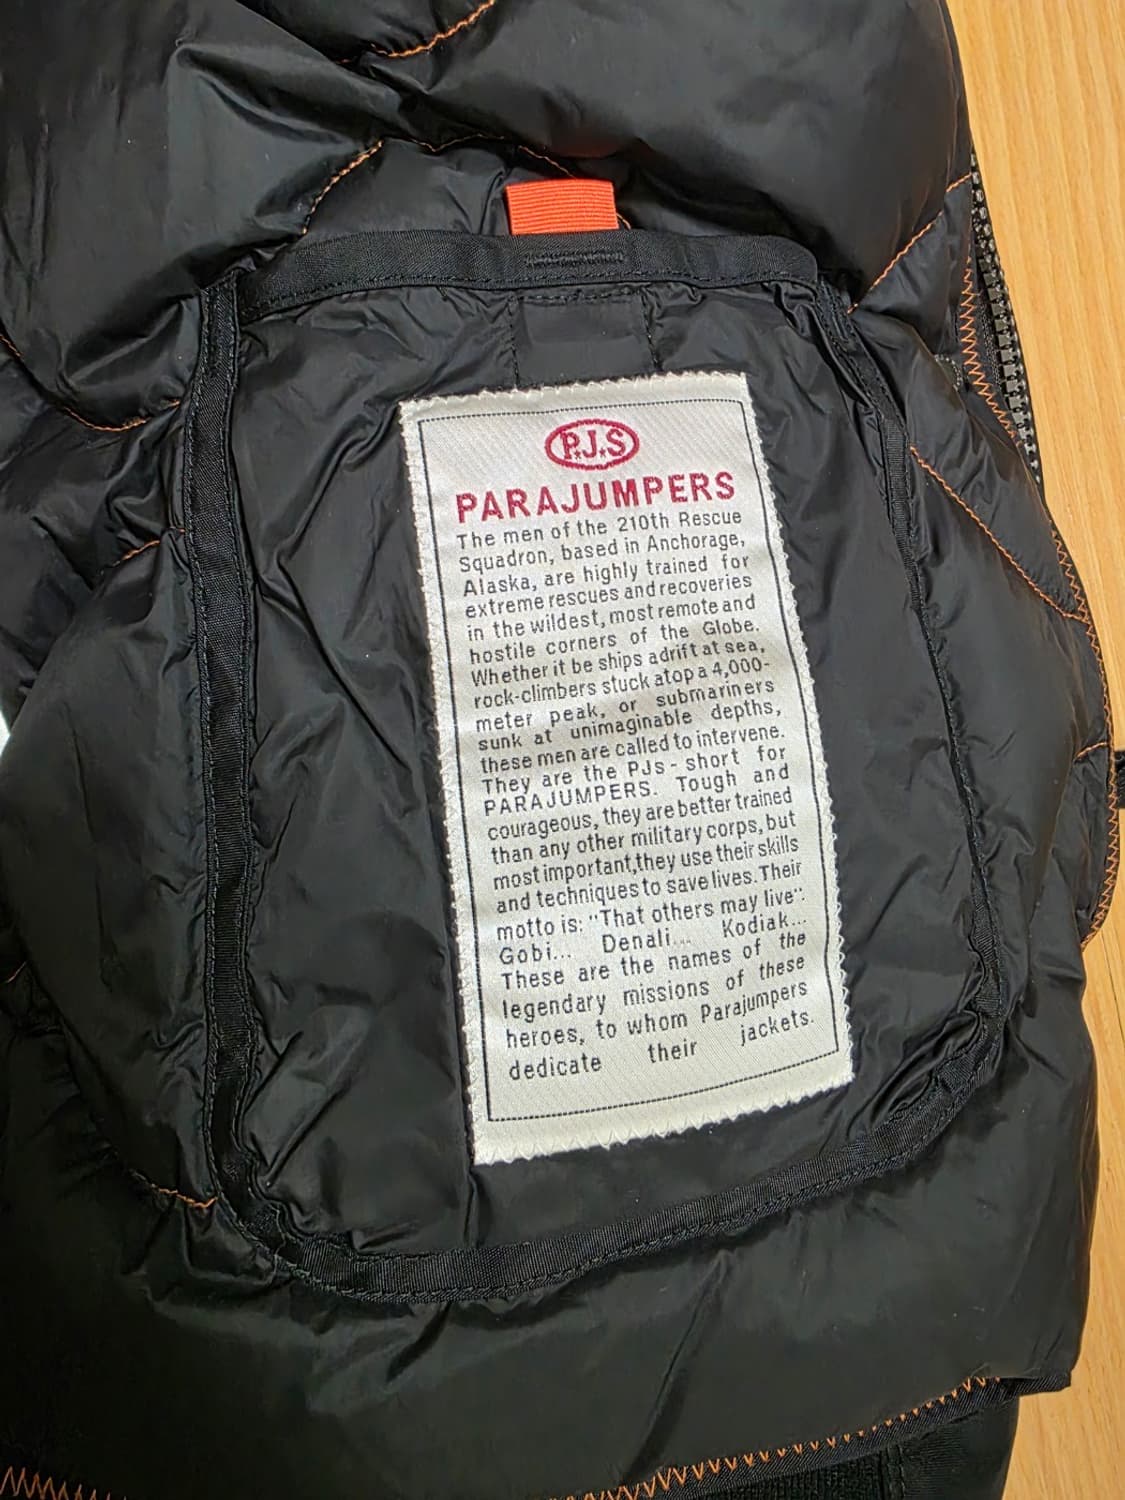 P.J.S
PARAJUMPERS
The men of the 210th Rescue
Squadron, based in Anchorage,
Alaska, are highly trained for
extreme rescues and recoveries
in the wildest, most remote and
hostile corners of the Globe.
Whether it be ships adrift at sea,
rock-climbers stuck atop a 4,000-
meter peak, or submariners
sunk at unimaginable depths,
these men are called to intervene.
They are the PJs - short for
PARAJUMPERS. Tough and
courageous, they are better trained
than any other military corps, but
most important,they use their skills
and techniques to save lives. Their
motto is: "That others may live".
Gobi... Denali... Kodiak...
These are the names of the
legendary missions of these
heroes, to whom Parajumpers
dedicate their jackets.